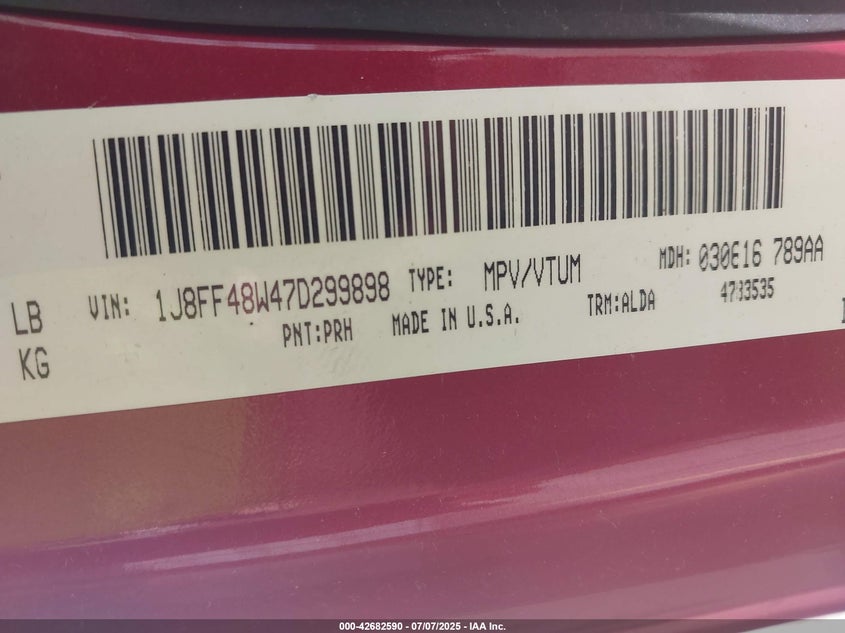 LB
KG
VIN: 1J8FF48W47D299898 TYPE: MPV/VTUM MDH: 030616 789AA
PNT:PRH MADE IN U.S.A. TRM:ALDA 4733535
000-42682590 - 07/07/2025 - IAA Inc.